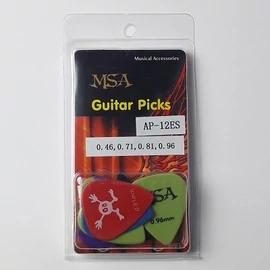 Musical Accessories
MSA
Guitar Picks
AP-12ES
0.46,0.71,0.81,0.96
MSA
0.96mm